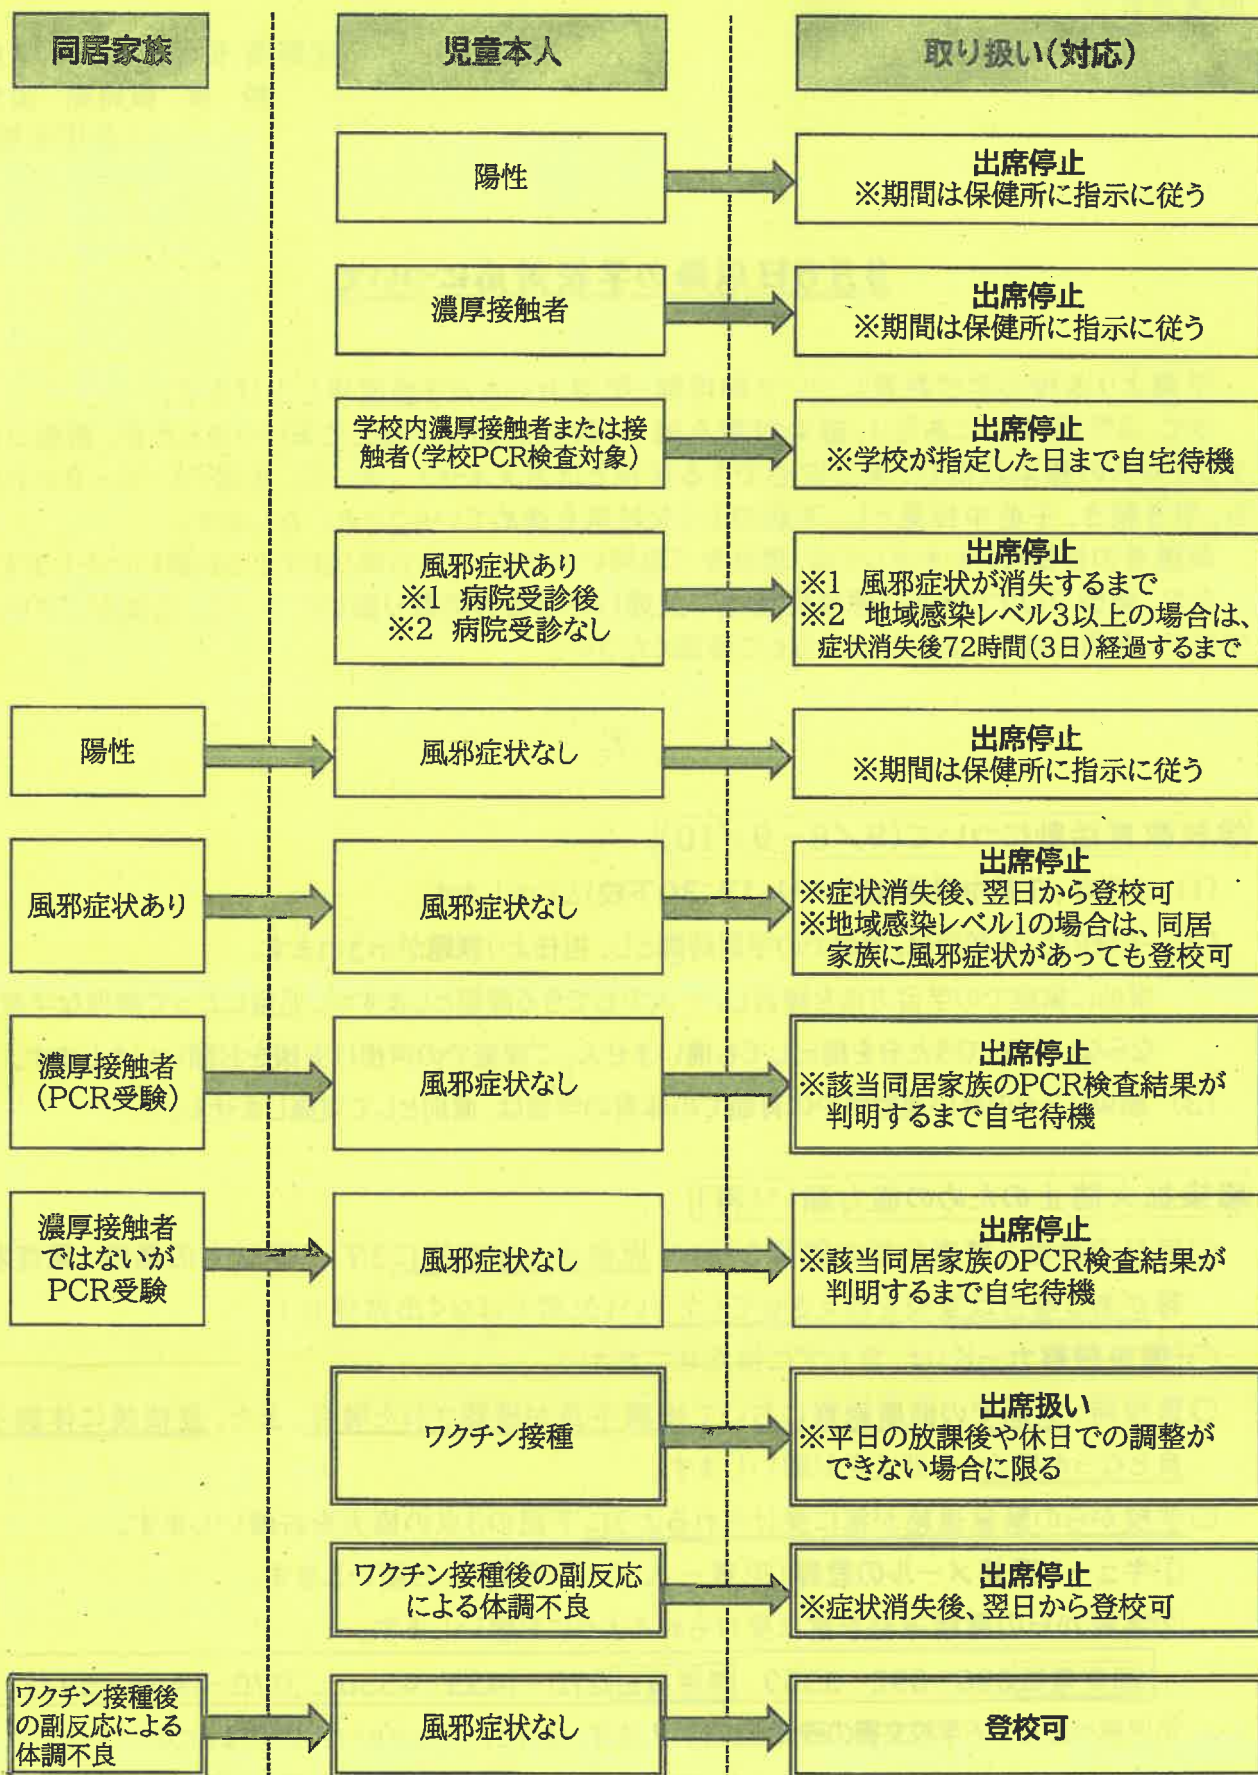 同居家族
児童本人
取り扱い(対応)
陽性
出席停止
※期間は保健所に指示に従う
濃厚接触者
出席停止
※期間は保健所に指示に従う
学校内濃厚接触者または接
触者(学校PCR検査対象)
出席停止
※学校が指定した日まで自宅待機
風邪症状あり
※1 病院受診後
※2 病院受診なし
出席停止
※1 風邪症状が消失するまで
※2 地域感染レベル3以上の場合は、
症状消失後72時間(3日)経過するまで
陽性
風邪症状なし
出席停止
※期間は保健所に指示に従う
風邪症状あり
風邪症状なし
出席停止
※症状消失後、翌日から登校可
※地域感染レベル1の場合は、同居
家族に風邪症状があっても登校可
濃厚接触者
(PCR受験)
風邪症状なし
出席停止
※該当同居家族のPCR検査結果が
判明するまで自宅待機
濃厚接触者
ではないが
PCR受験
風邪症状なし
出席停止
※該当同居家族のPCR検査結果が
判明するまで自宅待機
ワクチン接種
出席扱い
※平日の放課後や休日での調整が
できない場合に限る
ワクチン接種後の副反応
による体調不良
出席停止
※症状消失後、翌日から登校可
ワクチン接種後
の副反応による
体調不良
風邪症状なし
登校可